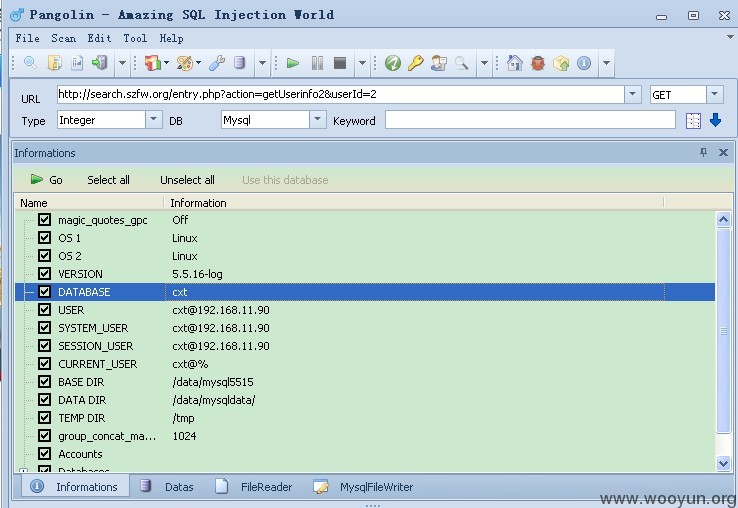 Pangolin - Amazing SQL Injection World
File Scan Edit Tool Help
URL http://search.szfw.org/entry.php?action=getUserinfo2&userId=2 GET
Type Integer DB Mysql Keyword
Informations
Go Select all Unselect all Use this database
Name Information
magic_quotes_gpc Off
OS 1 Linux
OS 2 Linux
VERSION 5.5.16-log
DATABASE cxt
USER cxt@192.168.11.90
SYSTEM_USER cxt@192.168.11.90
SESSION_USER cxt@192.168.11.90
CURRENT_USER cxt@%
BASE DIR /data/mysql5515
DATA DIR /data/mysqldata/
TEMP DIR /tmp
group_concat_ma... 1024
Accounts
Databases
Informations Datas FileReader MysqlFileWriter
www.wooyun.org